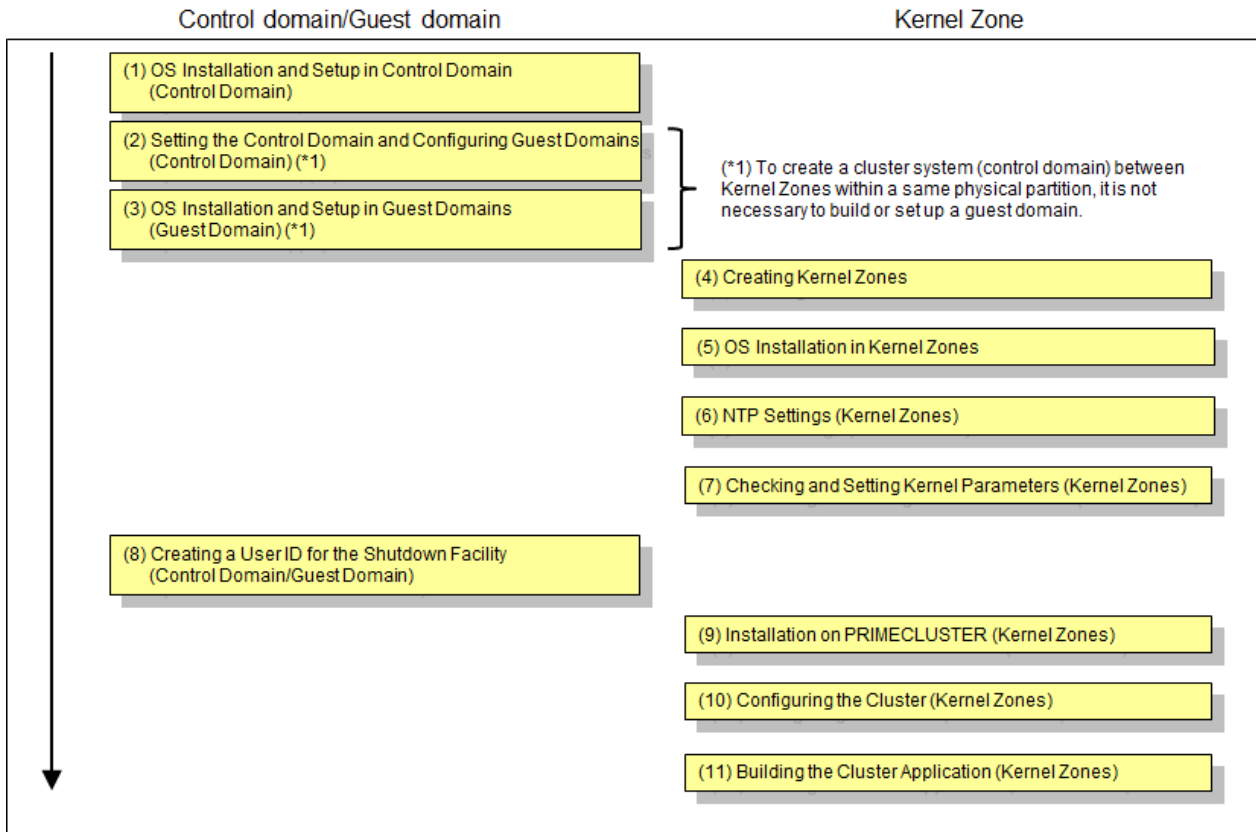 Control domain/Guest domain
Kernel Zone
(1) OS Installation and Setup in Control Domain
(Control Domain)
(2) Setting the Control Domain and Configuring Guest Domains
(Control Domain) (*1)
(3) OS Installation and Setup in Guest Domains
(Guest Domain) (*1)
(*1) To create a cluster system (control domain) between
Kernel Zones within a same physical partition, it is not
necessary to build or set up a guest domain.
(4) Creating Kernel Zones
(5) OS Installation in Kernel Zones
(6) NTP Settings (Kernel Zones)
(7) Checking and Setting Kernel Parameters (Kernel Zones)
(8) Creating a User ID for the Shutdown Facility
(Control Domain/Guest Domain)
(9) Installation on PRIMECLUSTER (Kernel Zones)
(10) Configuring the Cluster (Kernel Zones)
(11) Building the Cluster Application (Kernel Zones)